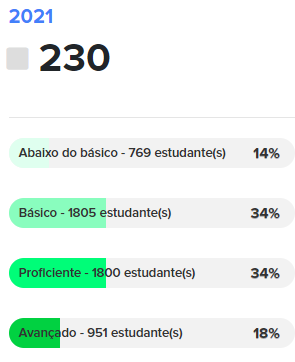 2021
230
Abaixo do básico - 769 estudante(s) 14%
Básico - 1805 estudante(s) 34%
Proficiente - 1800 estudante(s) 34%
Avançado - 951 estudante(s) 18%